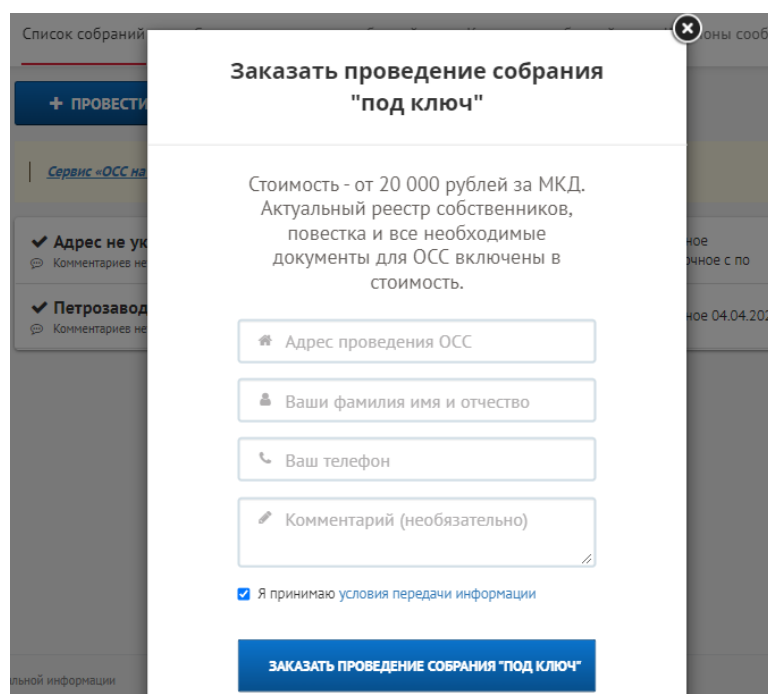 Список собраний
Заказать проведение собрания
"под ключ"
+ ПРОВЕСТИ
Сервис «ОСС на
Стоимость - от 20 000 рублей за МКД.
Актуальный реестр собственников,
повестка и все необходимые
документы для ОСС включены в
стоимость.
Адрес не ук
Комментариев не
Петрозавод
Комментариев не
ное
очное с по
ное 04.04.202
Адрес проведения ОСС
Ваши фамилия имя и отчество
Ваш телефон
Комментарий (необязательно)
Я принимаю условия передачи информации
ЗАКАЗАТЬ ПРОВЕДЕНИЕ СОБРАНИЯ "ПОД КЛЮЧ"
льной информации